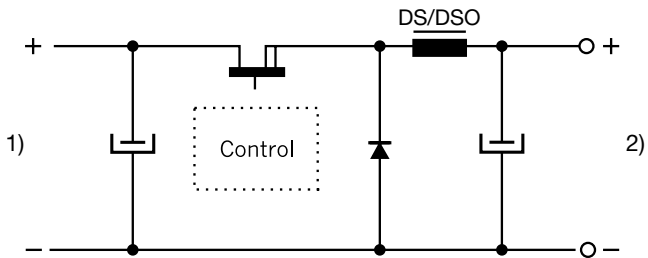 DS/DSO
+ +
1) Control 2)
− −